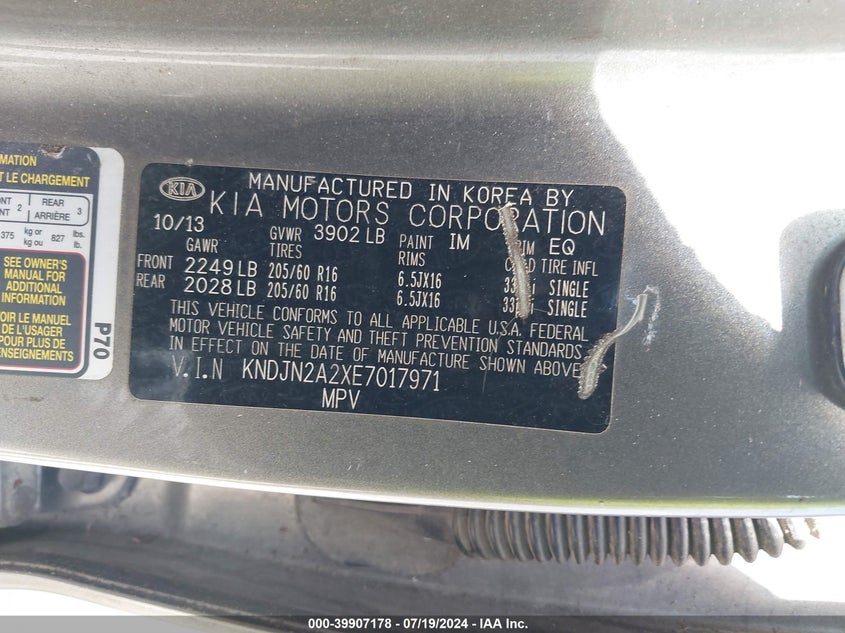 MATION
T LE CHARGEMENT
ONT 2 REAR 3
NT ARRIÈRE
375 kg or 827 lbs.
kg ou lb.
SEE OWNER'S
MANUAL FOR
ADDITIONAL
INFORMATION
OIR LE MANUEL
DE L'USAGER
POUR PLUS DE
RENSEIGNEMENTS
P70
KIA
MANUFACTURED IN KOREA BY
KIA MOTORS CORPORATION
10/13 GVWR 3902 LB PAINT IM EQ
GAWR TIRES RIMS TIRE INFL
FRONT 2249 LB 205/60 R16 6.5JX16 SINGLE
REAR 2028 LB 205/60 R16 6.5JX16 SINGLE
THIS VEHICLE CONFORMS TO ALL APPLICABLE U.S.A. FEDERAL
MOTOR VEHICLE SAFETY AND THEFT PREVENTION STANDARDS
IN EFFECT ON THE DATE OF MANUFACTURE SHOWN ABOVE
V.I.N KNDJN2A2XE7017971
MPV
000-39907178 - 07/19/2024 - IAA Inc.